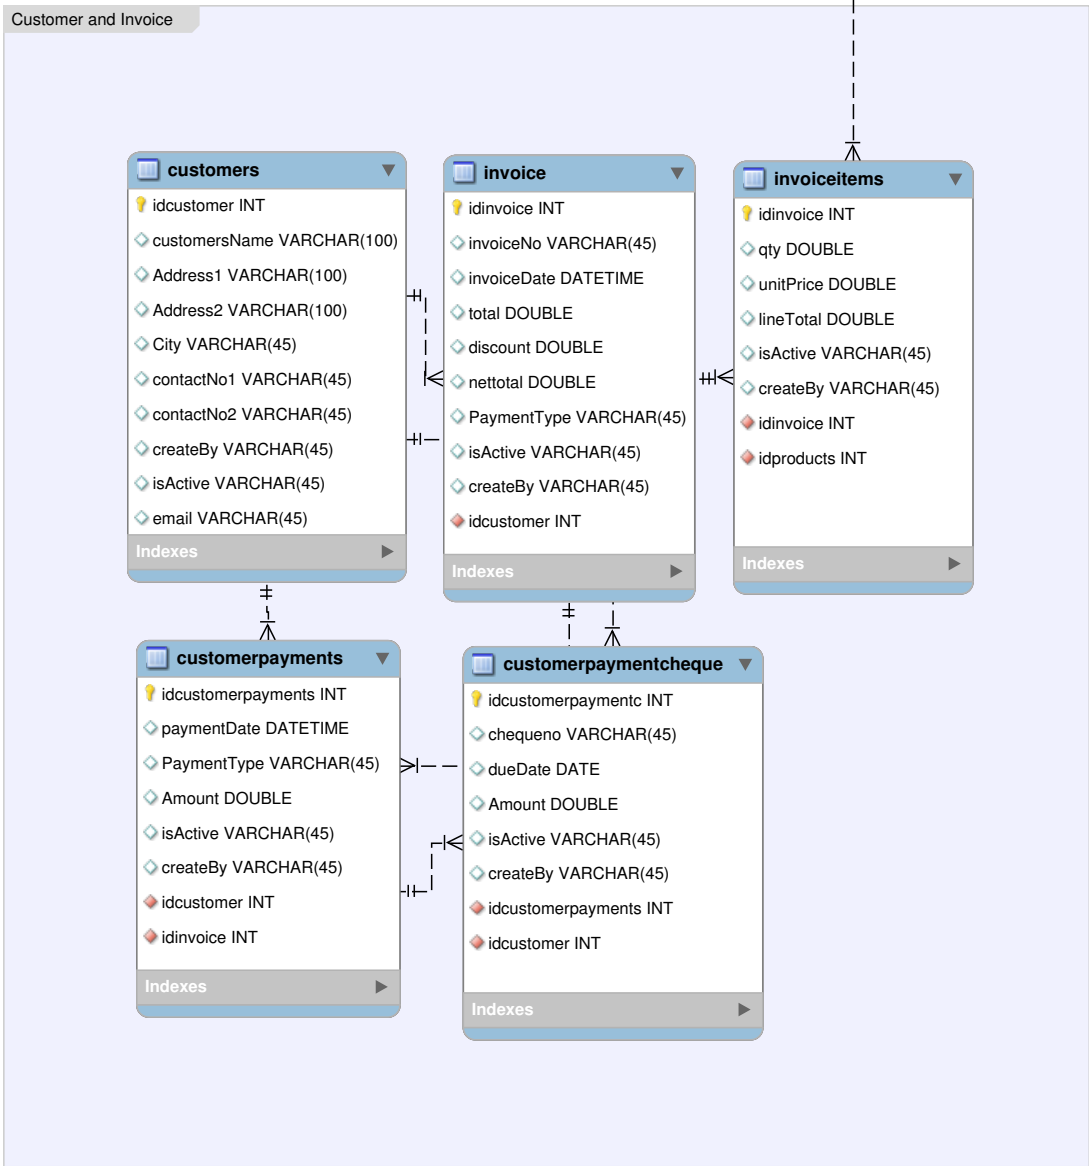 Customer and Invoice
customers
idcustomer INT
customersName VARCHAR(100)
Address1 VARCHAR(100)
Address2 VARCHAR(100)
City VARCHAR(45)
contactNo1 VARCHAR(45)
contactNo2 VARCHAR(45)
createBy VARCHAR(45)
isActive VARCHAR(45)
email VARCHAR(45)
Indexes
invoice
idinvoice INT
invoiceNo VARCHAR(45)
invoiceDate DATETIME
total DOUBLE
discount DOUBLE
nettotal DOUBLE
PaymentType VARCHAR(45)
isActive VARCHAR(45)
createBy VARCHAR(45)
idcustomer INT
Indexes
invoiceitems
idinvoice INT
qty DOUBLE
unitPrice DOUBLE
lineTotal DOUBLE
isActive VARCHAR(45)
createBy VARCHAR(45)
idinvoice INT
idproducts INT
Indexes
customerpayments
idcustomerpayments INT
paymentDate DATETIME
PaymentType VARCHAR(45)
Amount DOUBLE
isActive VARCHAR(45)
createBy VARCHAR(45)
idcustomer INT
idinvoice INT
Indexes
customerpaymentcheque
idcustomerpaymentc INT
chequeno VARCHAR(45)
dueDate DATE
Amount DOUBLE
isActive VARCHAR(45)
createBy VARCHAR(45)
idcustomerpayments INT
idcustomer INT
Indexes